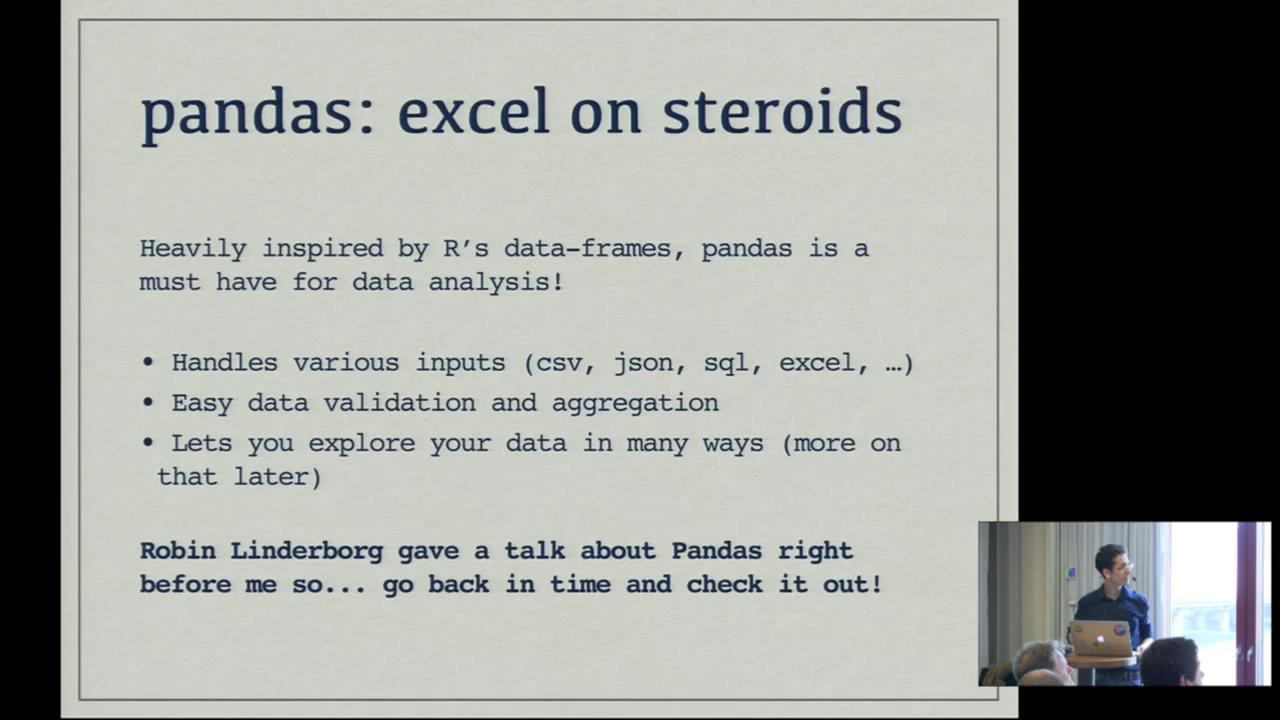 pandas: excel on steroids
Heavily inspired by R’s data-frames, pandas is a
must have for data analysis!
• Handles various inputs (csv, json, sql, excel, …)
• Easy data validation and aggregation
• Lets you explore your data in many ways (more on
that later)
Robin Linderborg gave a talk about Pandas right
before me so... go back in time and check it out!